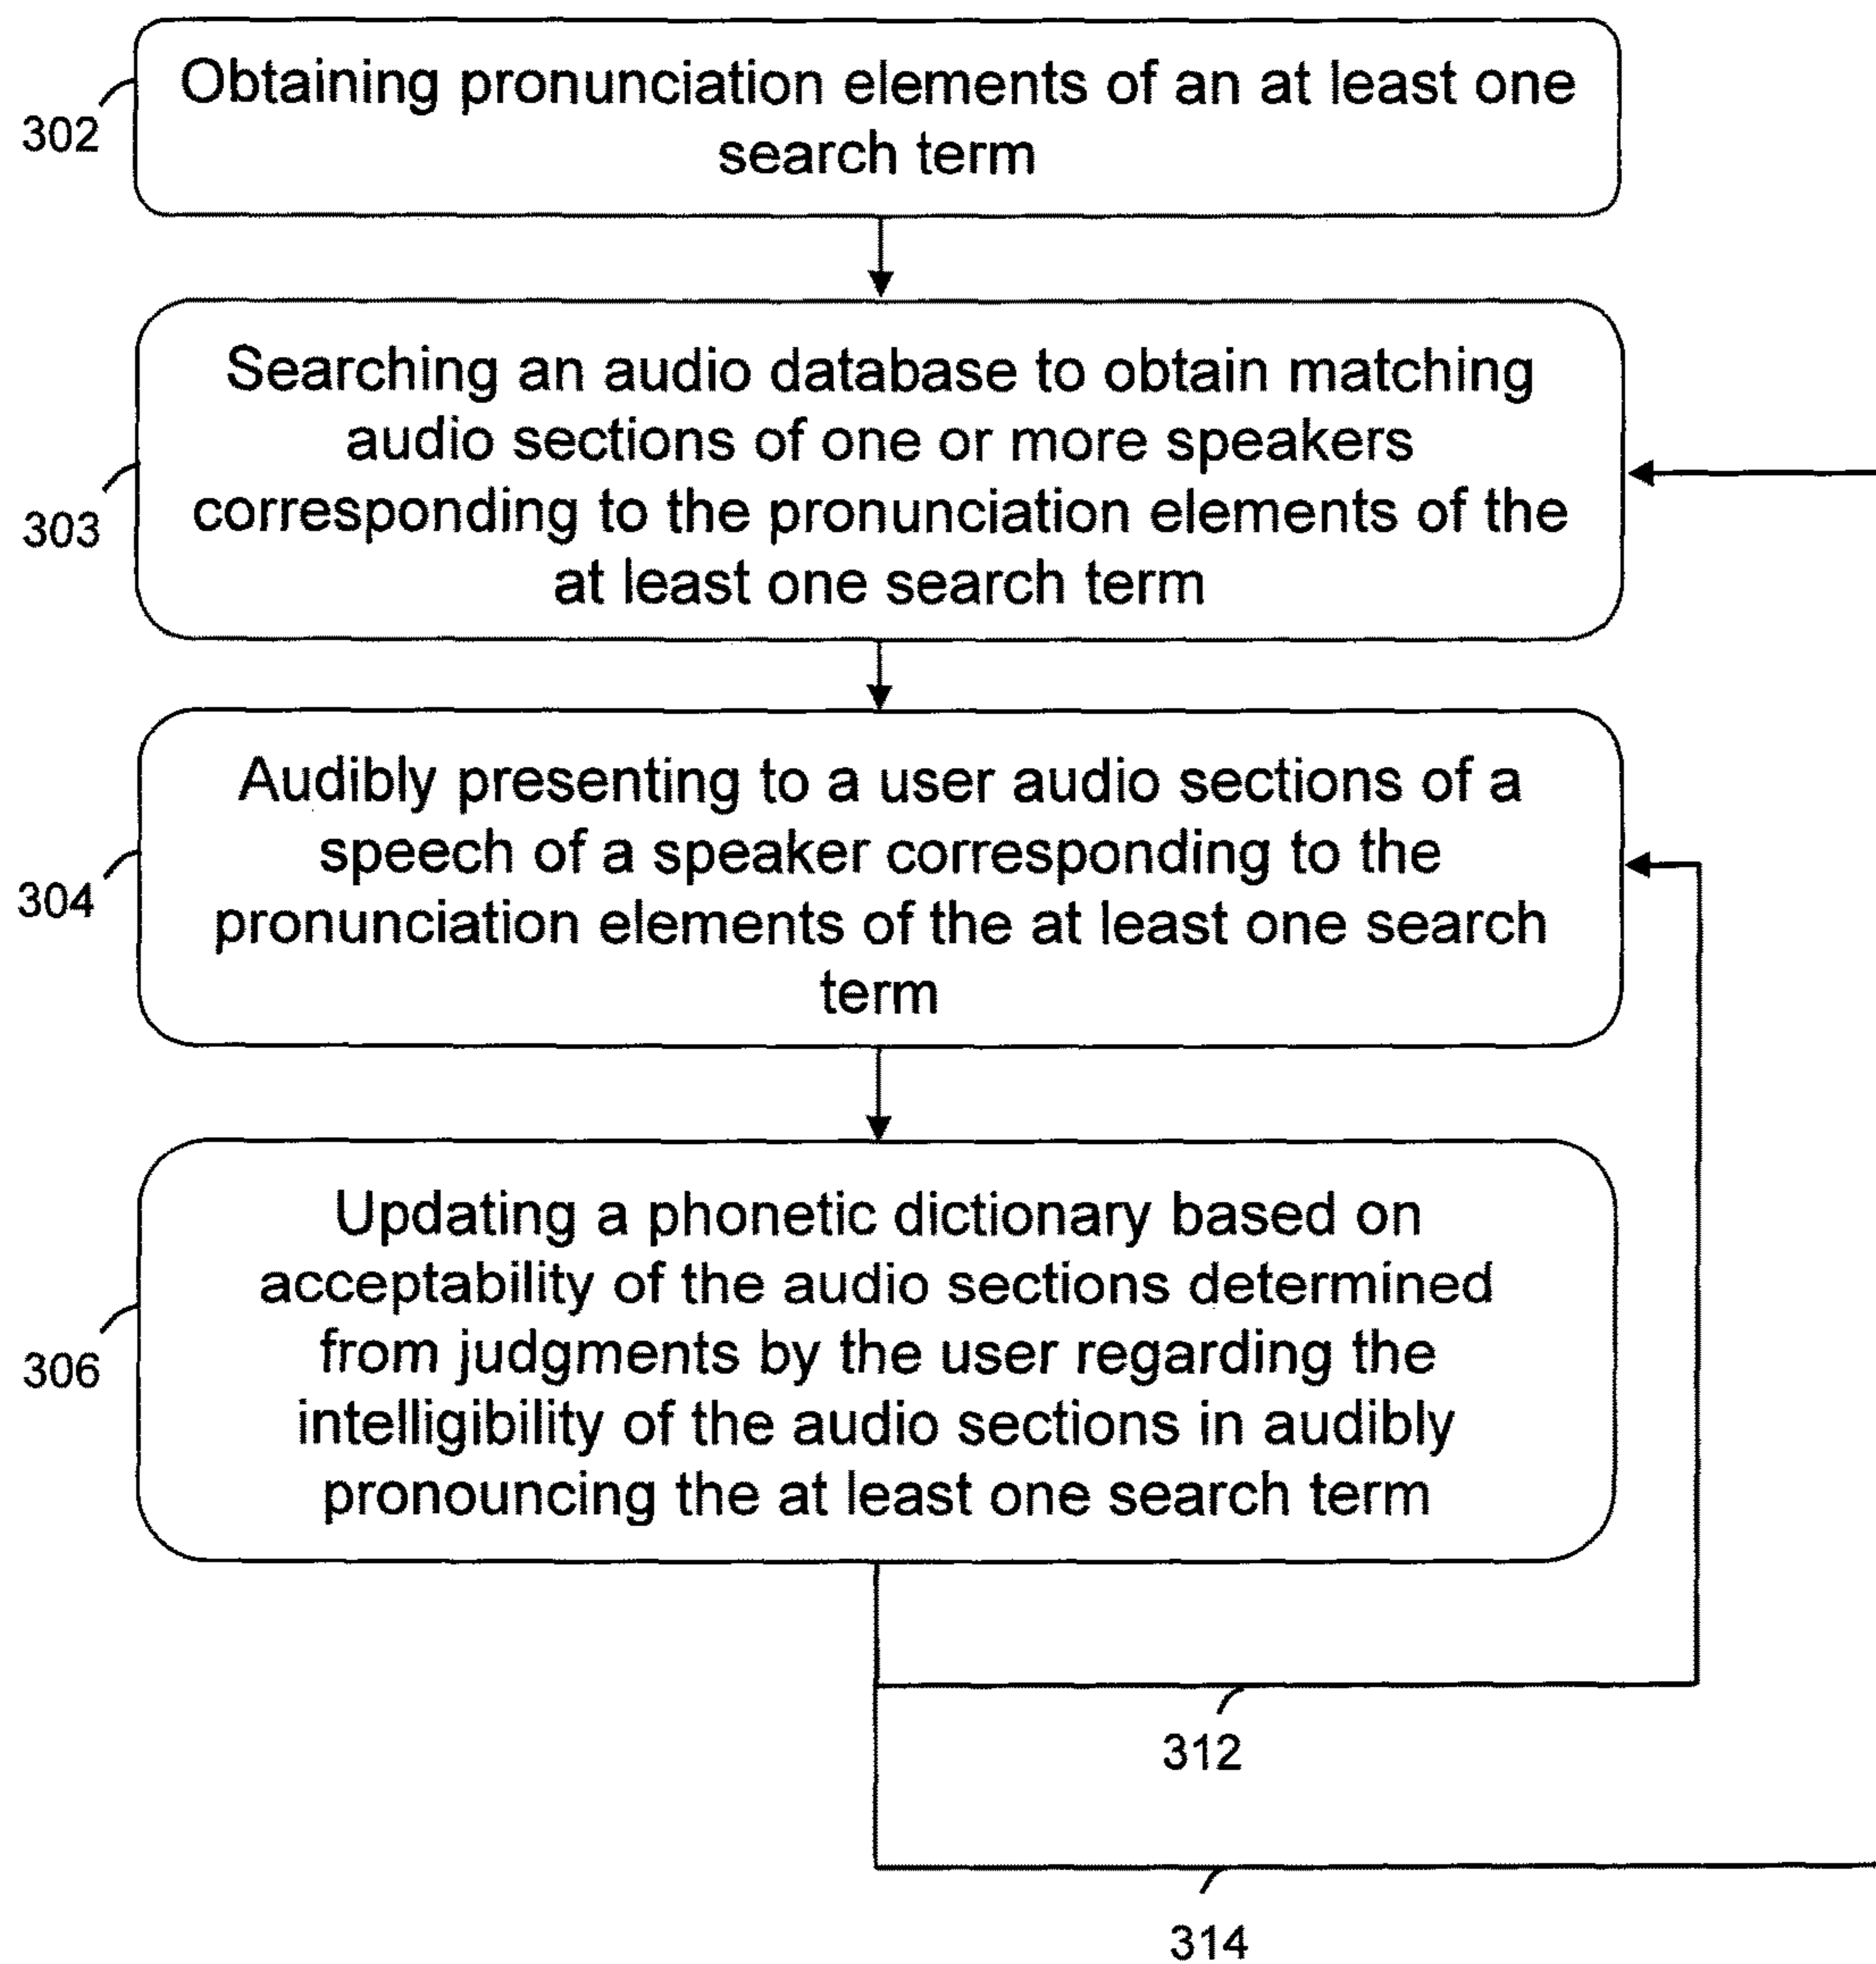 Obtaining pronunciation elements of an at least one
search term
302
Searching an audio database to obtain matching
audio sections of one or more speakers
corresponding to the pronunciation elements of the
at least one search term
303
Audibly presenting to a user audio sections of a
speech of a speaker corresponding to the
pronunciation elements of the at least one search
term
304
Updating a phonetic dictionary based on
acceptability of the audio sections determined
from judgments by the user regarding the
intelligibility of the audio sections in audibly
pronouncing the at least one search term
306
312
314